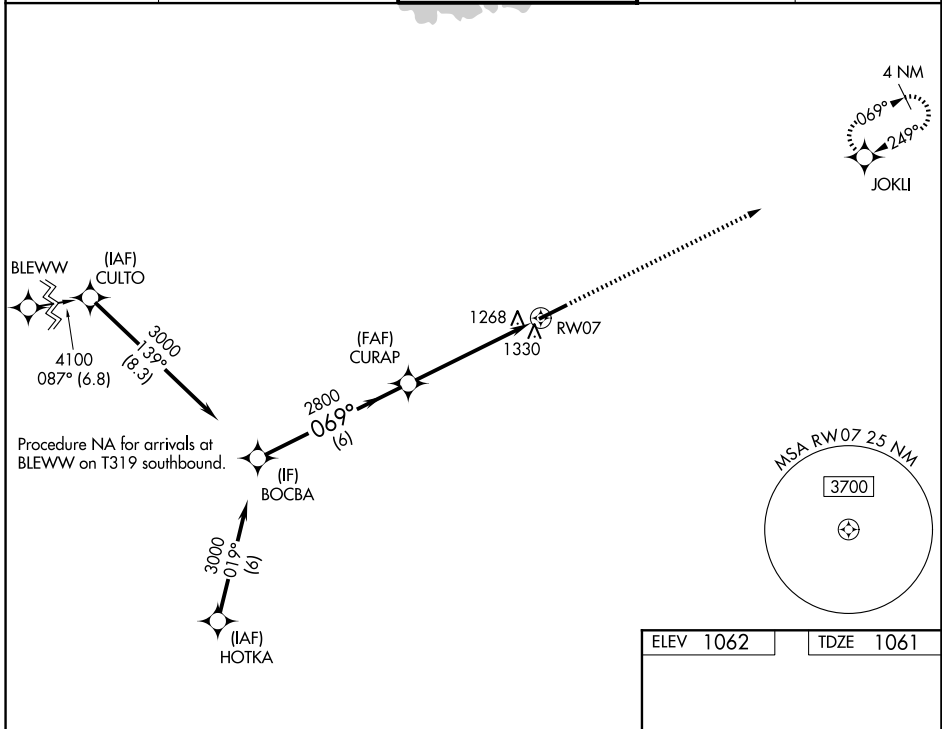 4 NM
069°
249°
JOKLI
BLEWW
(IAF)
CULTO
4100
087° (6.8)
3000
139°
(8.3)
1268
RW07
1330
(FAF)
CURAP
2800
069°
(6)
Procedure NA for arrivals at
BLEWW on T319 southbound.
(IF)
BOCBA
3000
019°
(6)
(IAF)
HOTKA
MSA RW07 25 NM
3700
ELEV 1062
TDZE 1061